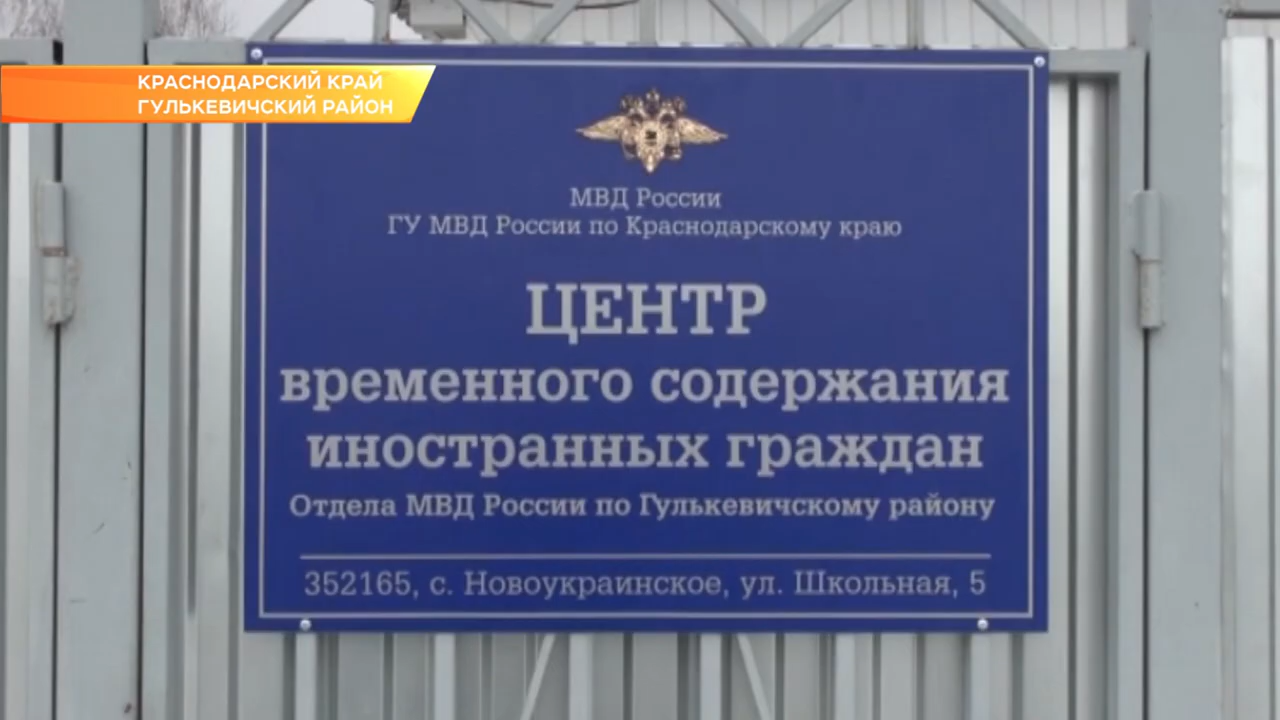 КРАСНОДАРСКИЙ КРАЙ
ГУЛЬКЕВИЧСКИЙ РАЙОН
МВД России
ГУ МВД России по Краснодарскому краю
ЦЕНТР
временного содержания
иностранных граждан
Отдела МВД России по Гулькевичскому району
352165, с. Новоукраинское, ул. Школьная, 5